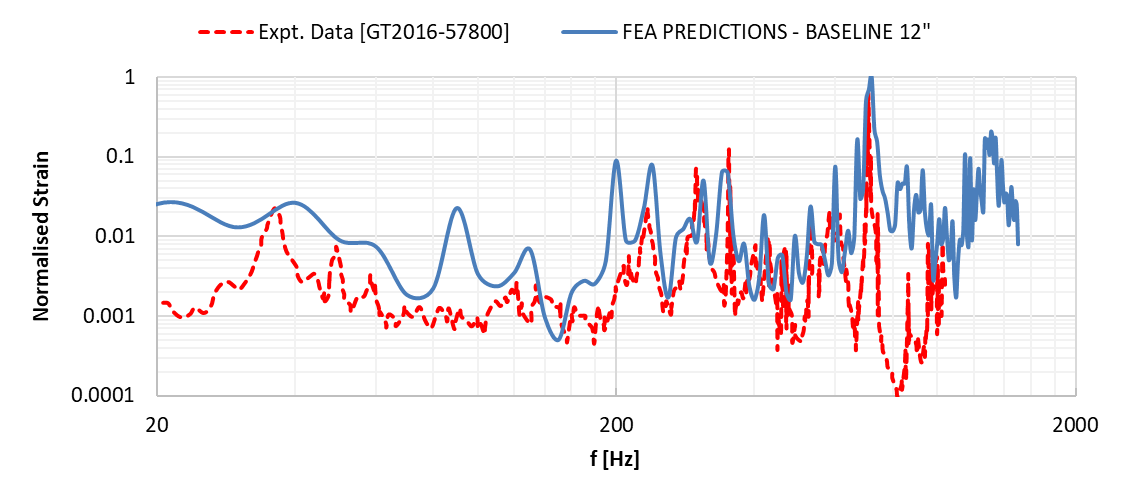 Expt. Data [GT2016-57800] FEA PREDICTIONS - BASELINE 12"
1
0.1
0.01
0.001
0.0001
Normalised Strain
20 200 2000
f [Hz]